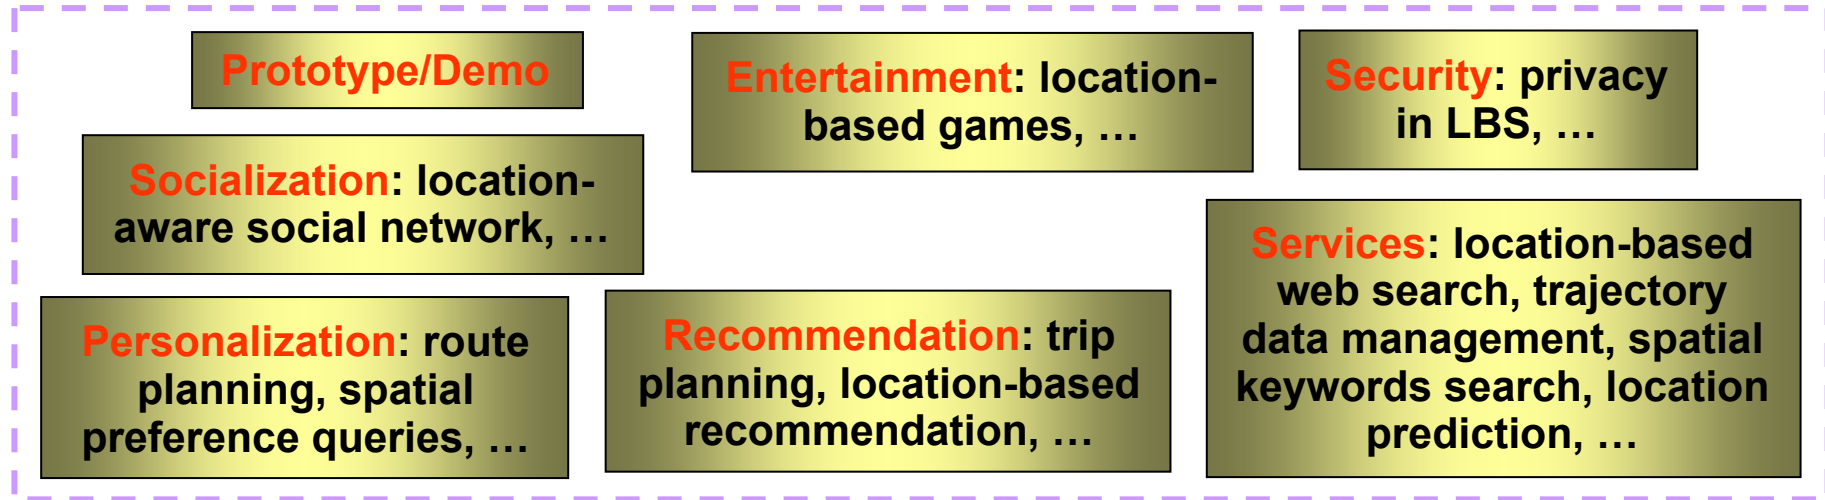 Prototype/Demo
Entertainment: location-
based games, …
Security: privacy
in LBS, …
Socialization: location-
aware social network, …
Services: location-based
web search, trajectory
data management, spatial
keywords search, location
prediction, …
Personalization: route
planning, spatial
preference queries, …
Recommendation: trip
planning, location-based
recommendation, …